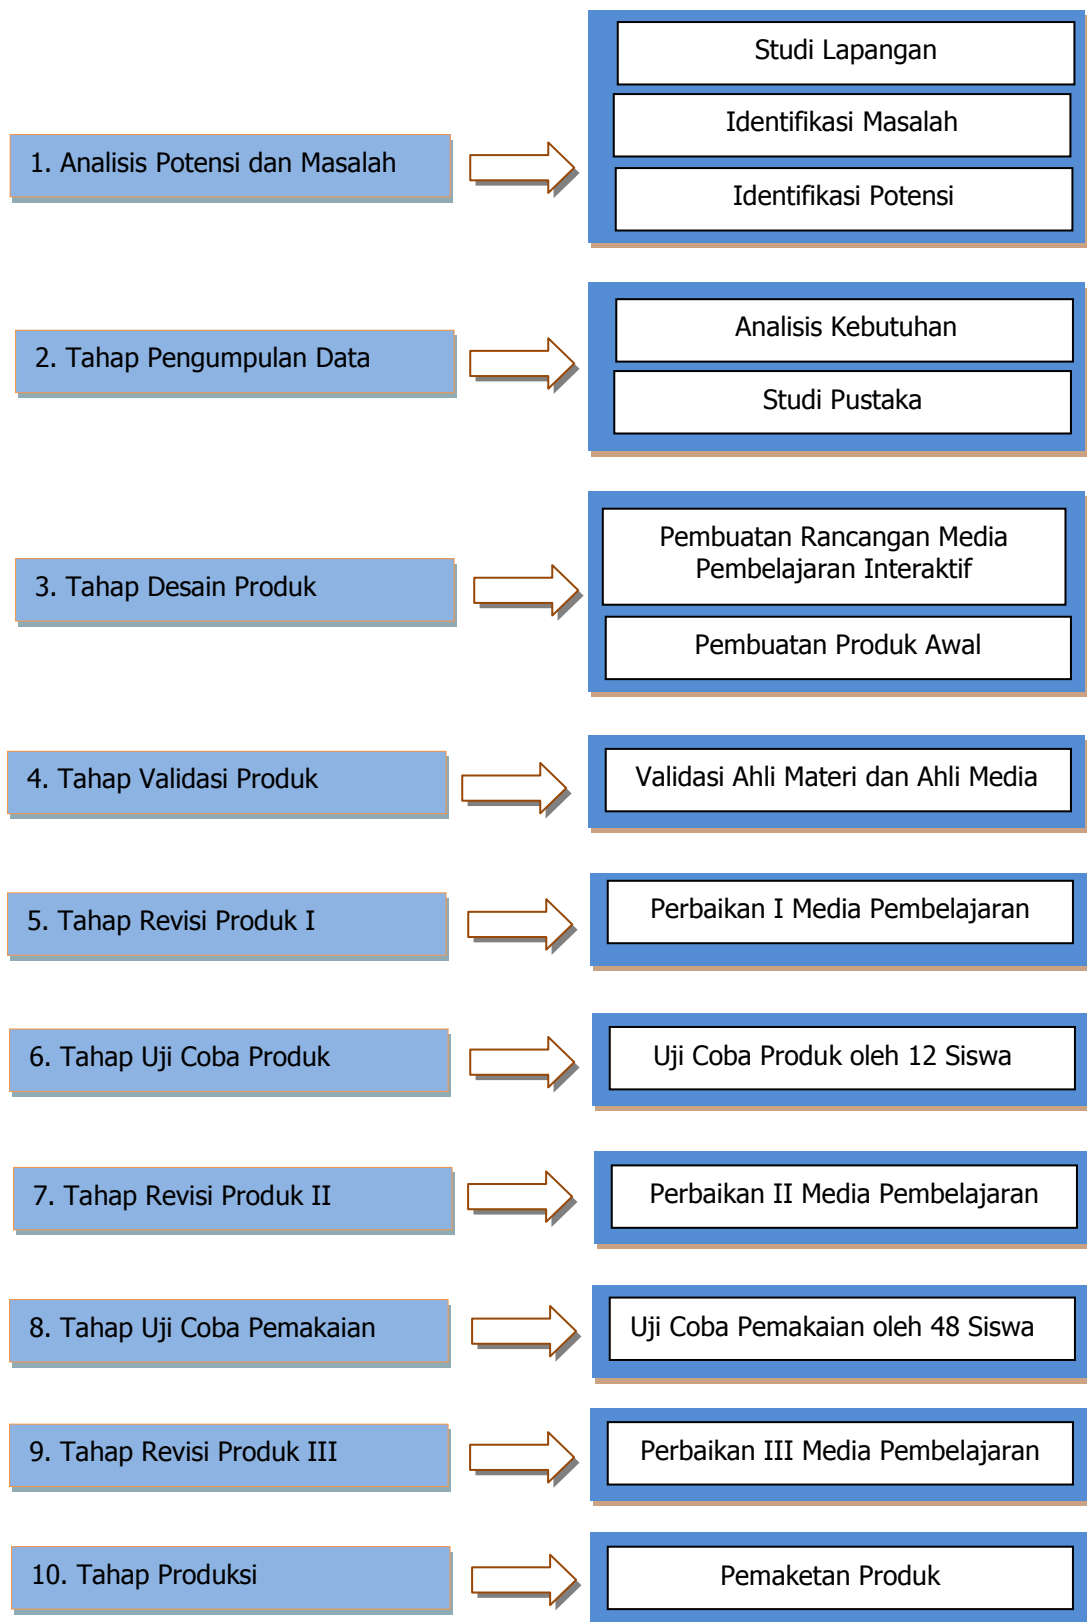 1. Analisis Potensi dan Masalah
Studi Lapangan
Identifikasi Masalah
Identifikasi Potensi
2. Tahap Pengumpulan Data
Analisis Kebutuhan
Studi Pustaka
3. Tahap Desain Produk
Pembuatan Rancangan Media
Pembelajaran Interaktif
Pembuatan Produk Awal
4. Tahap Validasi Produk
Validasi Ahli Materi dan Ahli Media
5. Tahap Revisi Produk I
Perbaikan I Media Pembelajaran
6. Tahap Uji Coba Produk
Uji Coba Produk oleh 12 Siswa
7. Tahap Revisi Produk II
Perbaikan II Media Pembelajaran
8. Tahap Uji Coba Pemakaian
Uji Coba Pemakaian oleh 48 Siswa
9. Tahap Revisi Produk III
Perbaikan III Media Pembelajaran
10. Tahap Produksi
Pemaketan Produk